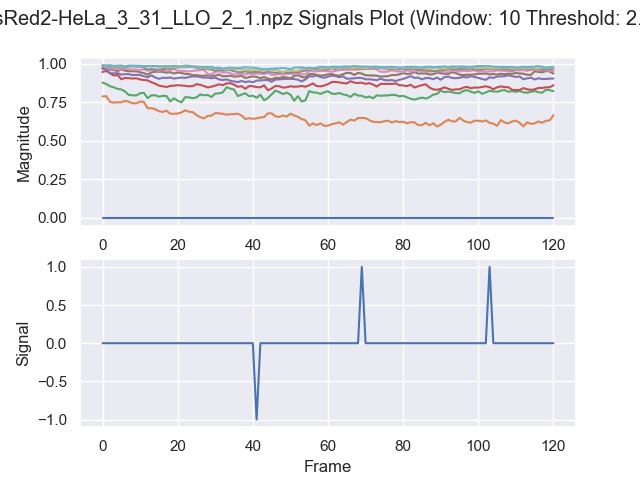 sRed2-HeLa_3_31_LLO_2_1.npz Signals Plot (Window: 10 Threshold: 2.
1.00
0.75
0.50
0.25
0.00
Magnitude
0 20 40 60 80 100 120
1.0
0.5
0.0
−0.5
−1.0
Signal
0 20 40 60 80 100 120
Frame